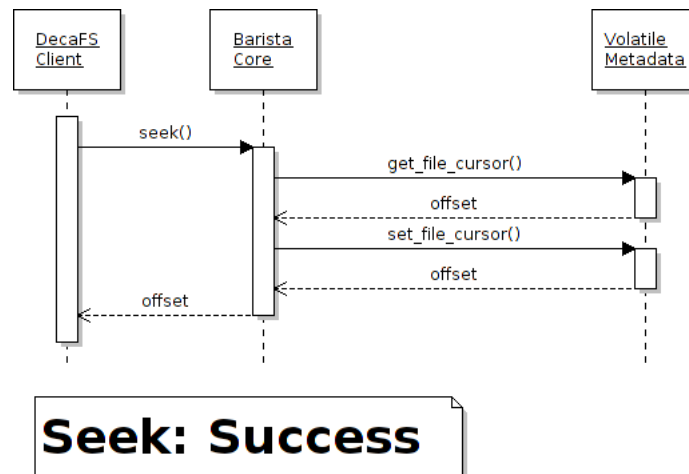 DecaFS
Client
Barista
Core
Volatile
Metadata
seek()
get_file_cursor()
offset
set_file_cursor()
offset
offset
Seek: Success